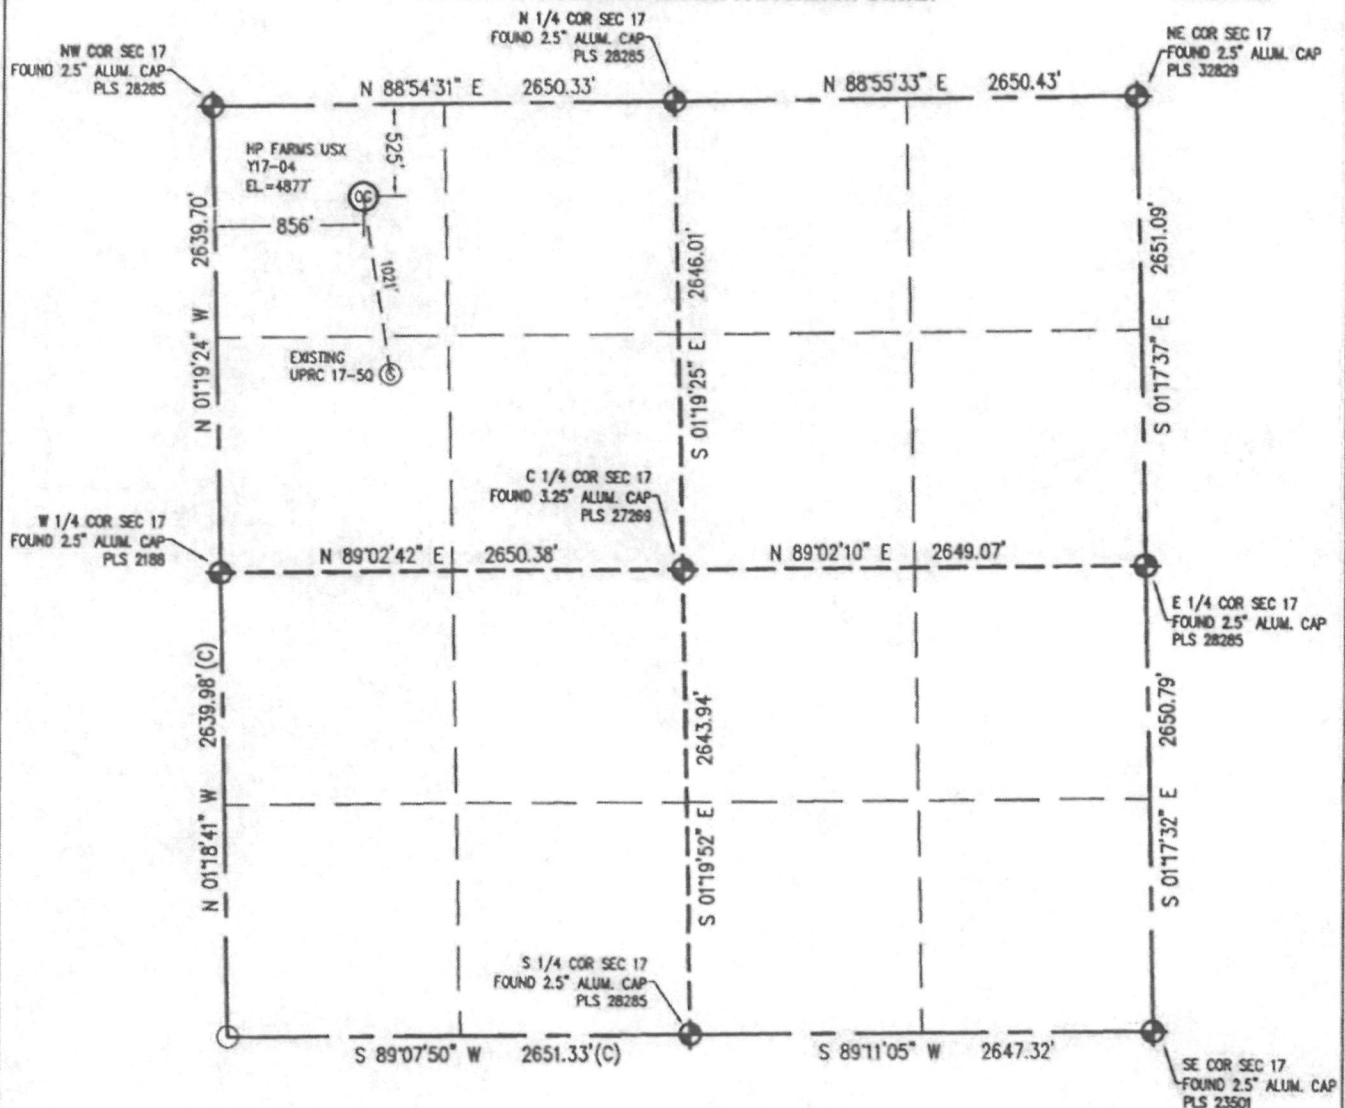 N 1/4 COR SEC 17
FOUND 2.5" ALUM. CAP
PLS 28285
NE COR SEC 17
FOUND 2.5" ALUM. CAP
PLS 32829
NW COR SEC 17
FOUND 2.5" ALUM. CAP
PLS 28285
N 88°54'31" E 2650.33'
N 88°55'33" E 2650.43'
525'
HP FARMS USX
Y17-04
EL.=4877'
OG
856'
1021'
N 01°19'24" W 2639.70'
S 01°19'25" E 2646.01'
S 01°17'37" E 2651.09'
EXISTING
UPRC 17-5O
S
C 1/4 COR SEC 17
FOUND 3.25" ALUM. CAP
PLS 27269
W 1/4 COR SEC 17
FOUND 2.5" ALUM. CAP
PLS 2188
N 89°02'42" E 2650.38'
N 89°02'10" E 2649.07'
E 1/4 COR SEC 17
FOUND 2.5" ALUM. CAP
PLS 28285
N 01°18'41" W 2639.98'(C)
S 01°19'52" E 2643.94'
S 01°17'32" E 2650.79'
S 1/4 COR SEC 17
FOUND 2.5" ALUM. CAP
PLS 28285
S 89°07'50" W 2651.33'(C)
S 89°11'05" W 2647.32'
SE COR SEC 17
FOUND 2.5" ALUM. CAP
PLS 23501